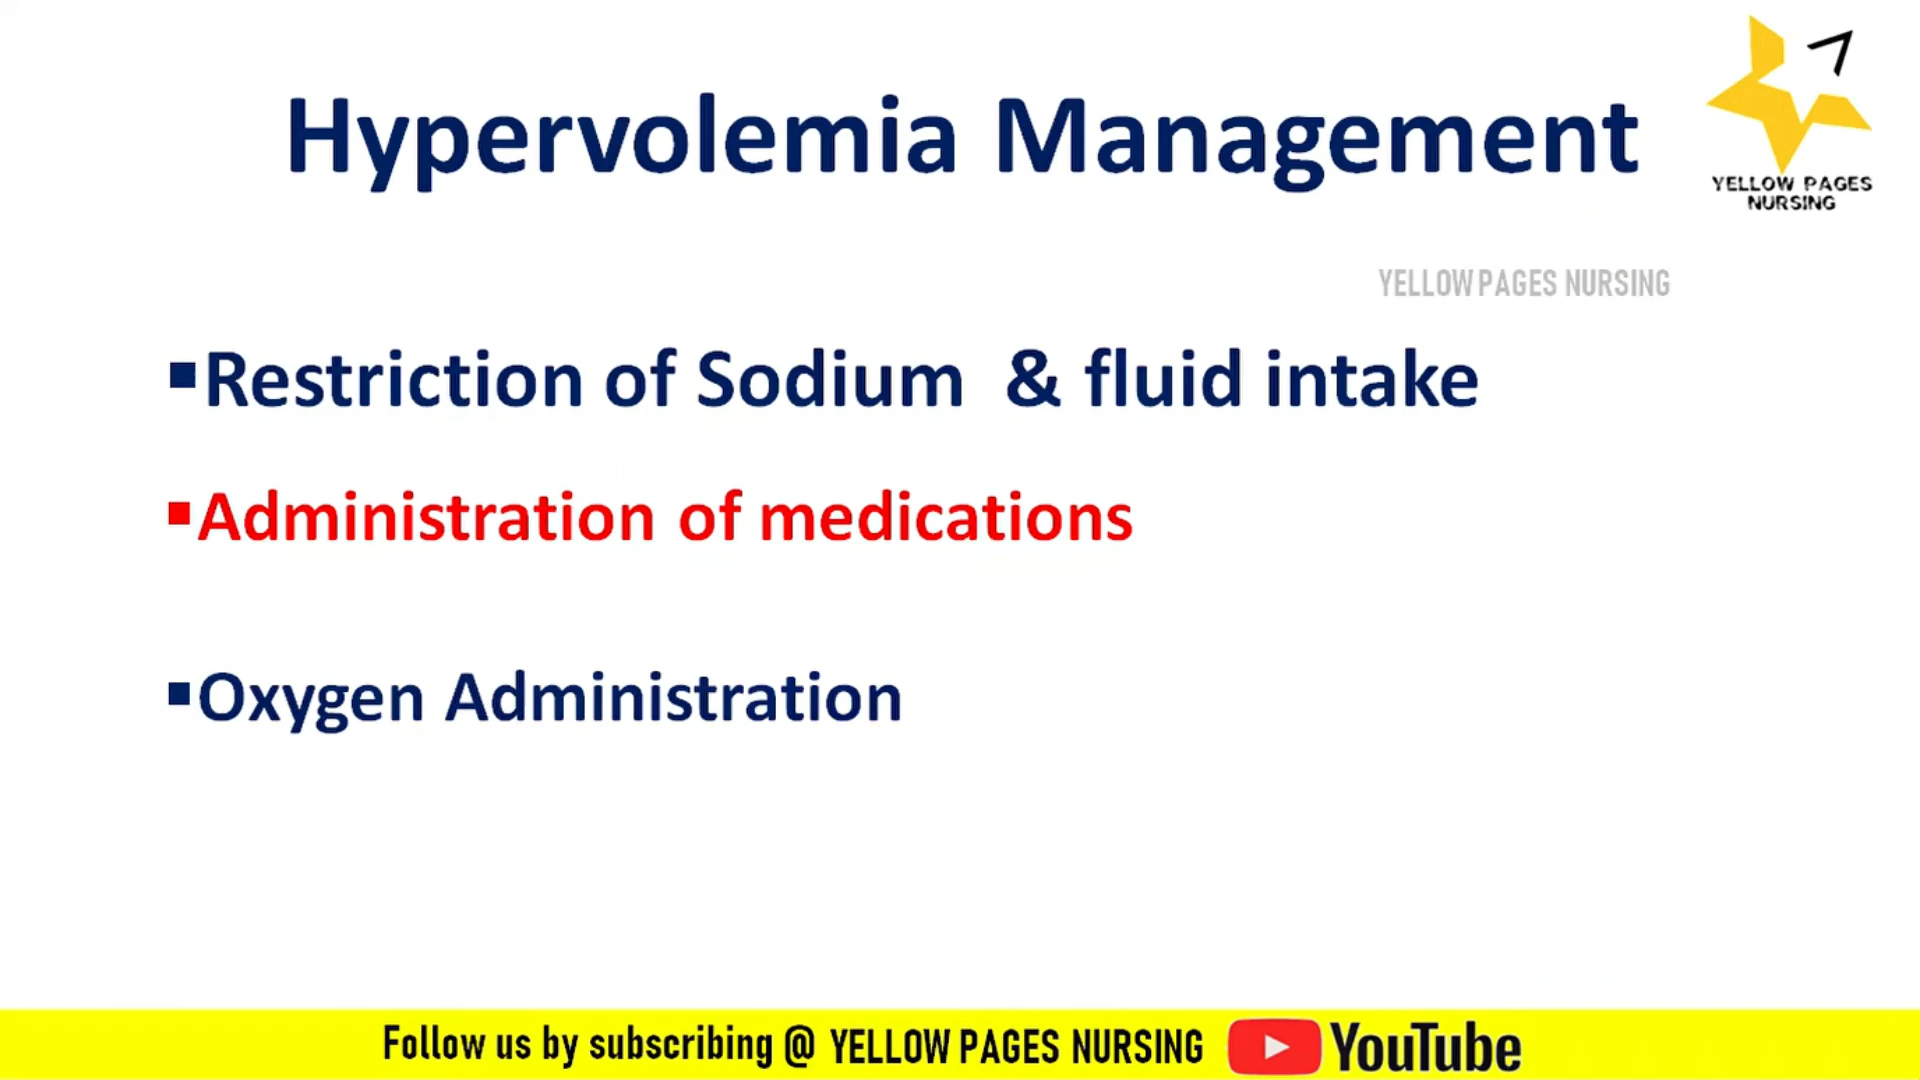 Hypervolemia Management
YELLOW PAGES
NURSING
YELLOW PAGES NURSING
▪Restriction of Sodium & fluid intake
▪Administration of medications
▪Oxygen Administration
Follow us by subscribing @ YELLOW PAGES NURSING YouTube